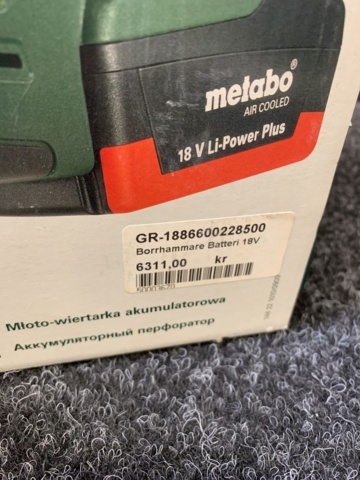 metabo®
AIR COOLED
18 V Li-Power Plus
GR-1886600228500
Borrhammare Batteri 18V
6311,00 kr
Młoto-wiertarka akumulatorowa
Аккумуляторный перфоратор